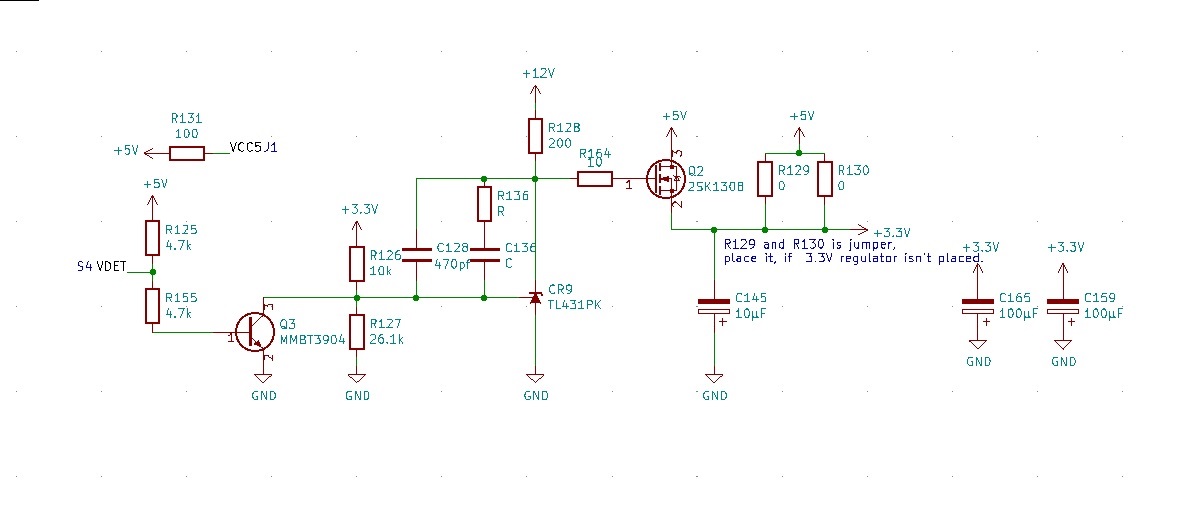 +12V
R131
100
+5V
VCC5J1
R128
200
+5V
+5V
R164
10
3
Q2
2SK1308
1
2
R129
0
R130
0
+5V
R125
4.7k
R136
R
+3.3V
+3.3V
R126
10k
C128
470pf
C136
C
R129 and R130 is jumper,
place it, if 3.3V regulator isn't placed.
+3.3V
+3.3V
S4 VDET
R155
4.7k
CR9
TL431PK
C145
10µF
+
C165
100µF
+
C159
100µF
+
3
Q3
MMBT3904
1
2
R127
26.1k
GND
GND
GND
GND
GND
GND